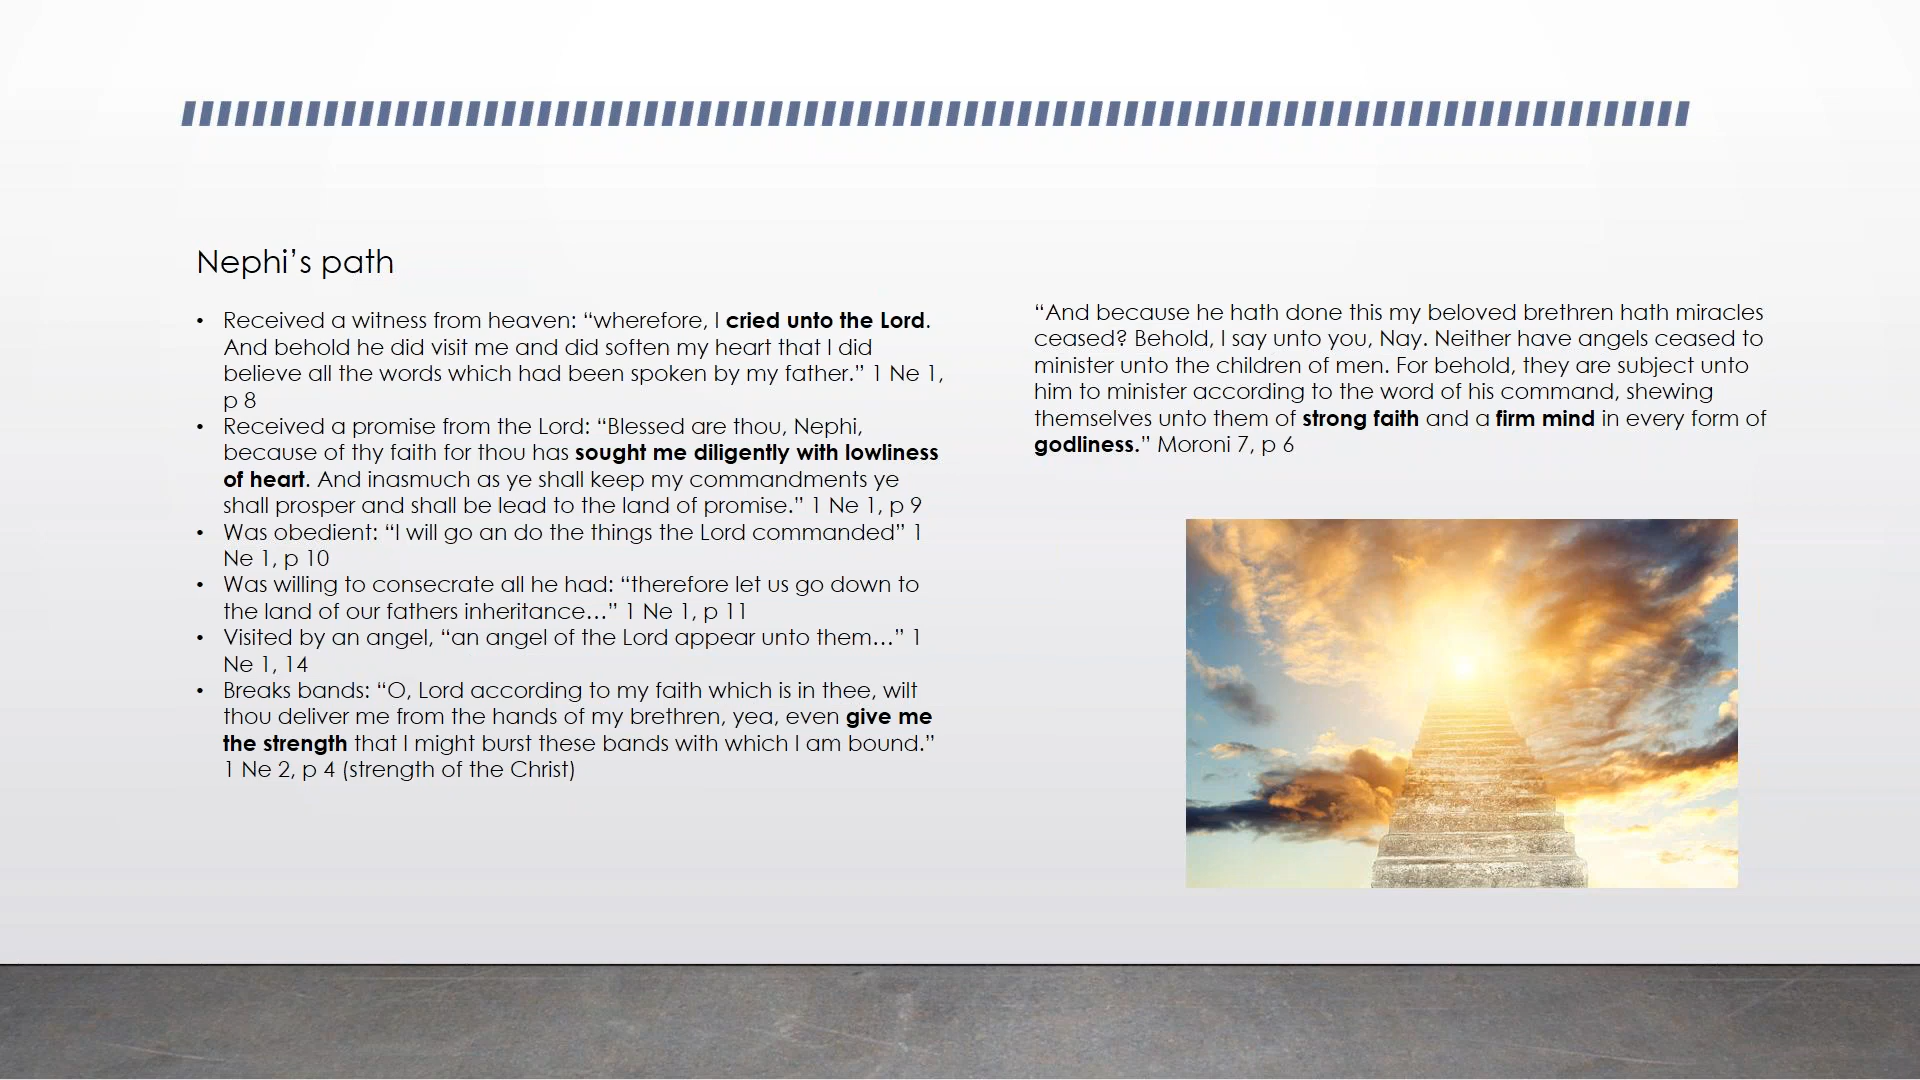 Nephi’s path
• Received a witness from heaven: “wherefore, I cried unto the Lord.
And behold he did visit me and did soften my heart that I did
believe all the words which had been spoken by my father.” 1 Ne 1,
p 8
• Received a promise from the Lord: “Blessed are thou, Nephi,
because of thy faith for thou has sought me diligently with lowliness
of heart. And inasmuch as ye shall keep my commandments ye
shall prosper and shall be lead to the land of promise.” 1 Ne 1, p 9
• Was obedient: “I will go an do the things the Lord commanded” 1
Ne 1, p 10
• Was willing to consecrate all he had: “therefore let us go down to
the land of our fathers inheritance…” 1 Ne 1, p 11
• Visited by an angel, “an angel of the Lord appear unto them…” 1
Ne 1, 14
• Breaks bands: “O, Lord according to my faith which is in thee, wilt
thou deliver me from the hands of my brethren, yea, even give me
the strength that I might burst these bands with which I am bound.”
1 Ne 2, p 4 (strength of the Christ)
“And because he hath done this my beloved brethren hath miracles
ceased? Behold, I say unto you, Nay. Neither have angels ceased to
minister unto the children of men. For behold, they are subject unto
him to minister according to the word of his command, shewing
themselves unto them of strong faith and a firm mind in every form of
godliness.” Moroni 7, p 6